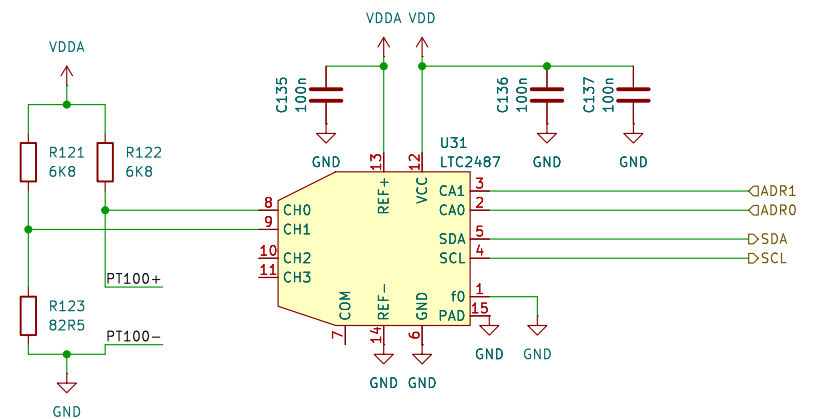 VDDA VDD
VDDA
C135
100n
C136
100n
C137
100n
GND
GND
GND
U31
LTC2487
R121
6K8
R122
6K8
13
12
REF+
VCC
8
CH0
9
CH1
10
CH2
11
CH3
CA1
3
ADR1
CA0
2
ADR0
SDA
5
SDA
SCL
4
SCL
PT100+
R123
82R5
PT100-
COM
REF-
GND
f0
1
PAD
15
7
14
6
GND
GND
GND
GND
GND